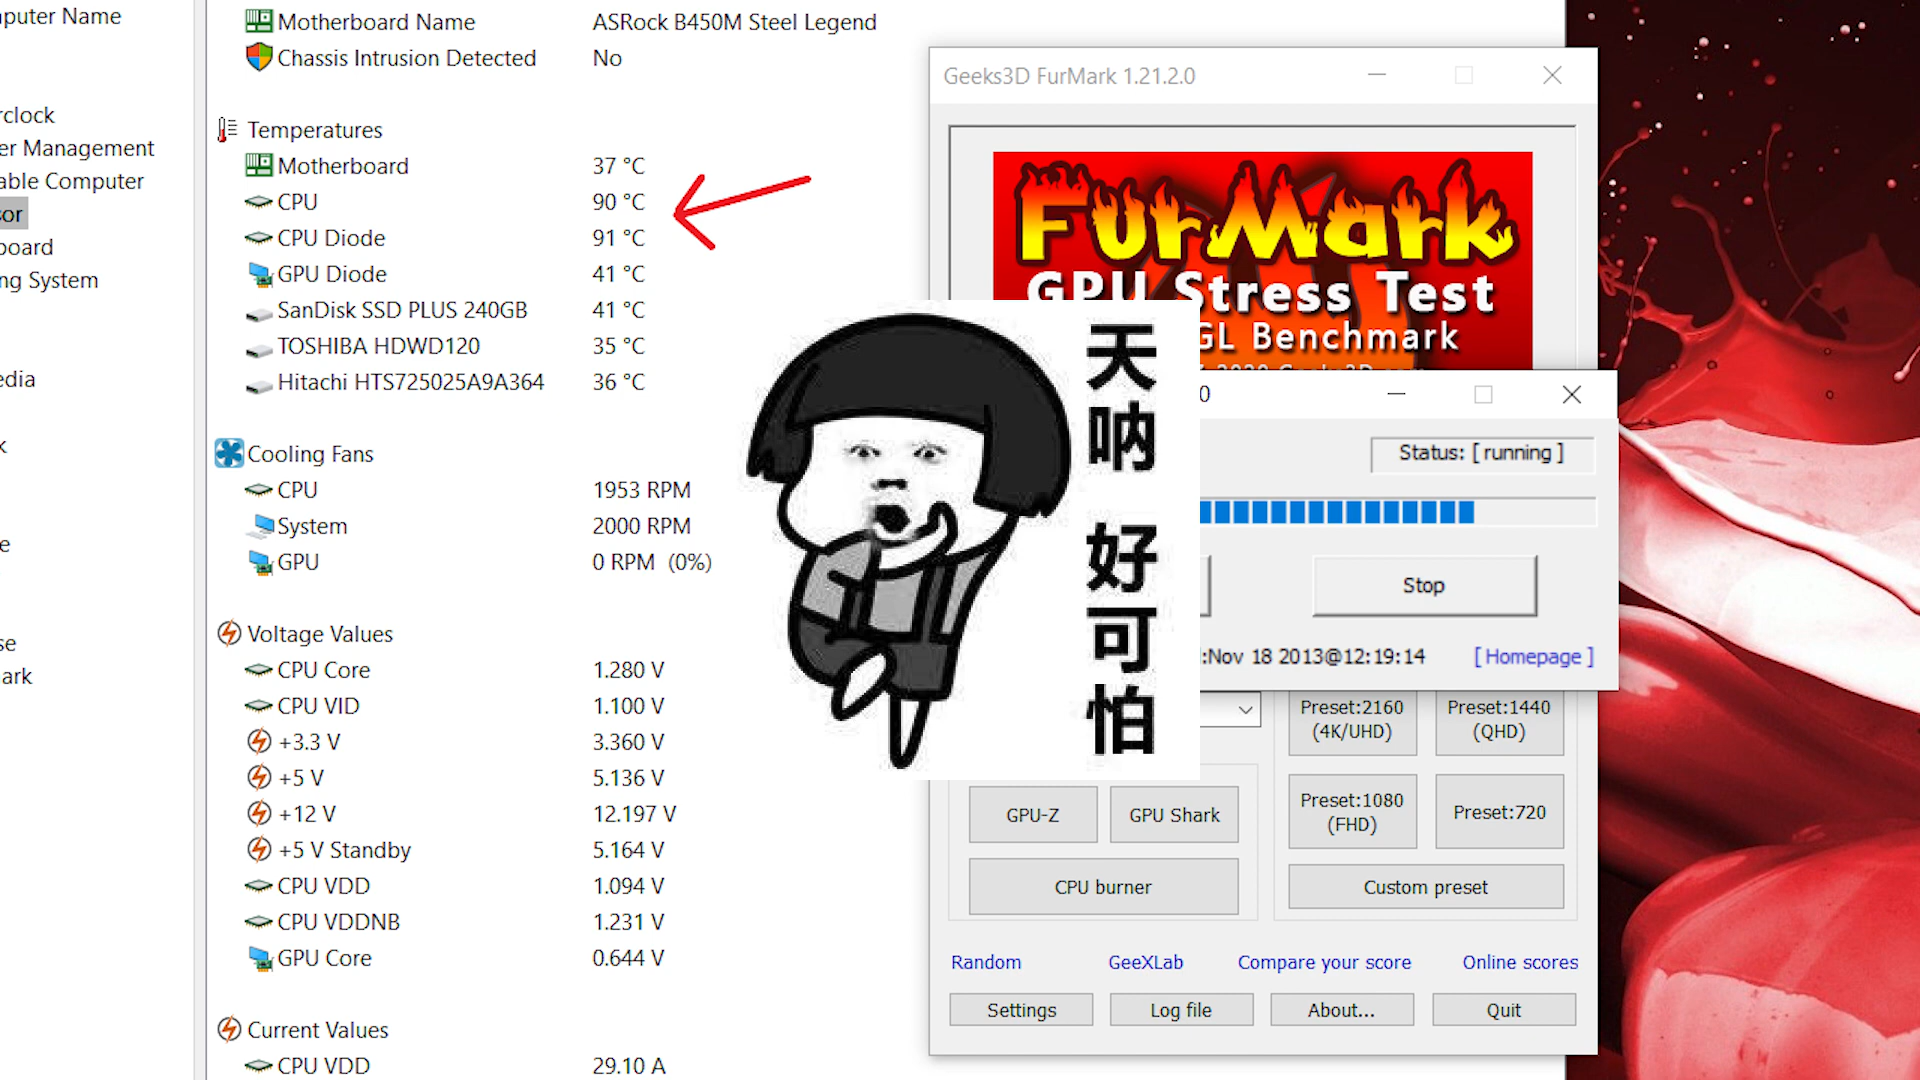 puter Name
rclock
er Management
able Computer
sor
board
ng System
edia
k
e
se
ark
Motherboard Name ASRock B450M Steel Legend
Chassis Intrusion Detected No
Temperatures
Motherboard 37 °C
CPU 90 °C
CPU Diode 91 °C
GPU Diode 41 °C
SanDisk SSD PLUS 240GB 41 °C
TOSHIBA HDWD120 35 °C
Hitachi HTS725025A9A364 36 °C
Cooling Fans
CPU 1953 RPM
System 2000 RPM
GPU 0 RPM (0%)
Voltage Values
CPU Core 1.280 V
CPU VID 1.100 V
+3.3 V 3.360 V
+5 V 5.136 V
+12 V 12.197 V
+5 V Standby 5.164 V
CPU VDD 1.094 V
CPU VDDNB 1.231 V
GPU Core 0.644 V
Current Values
CPU VDD 29.10 A
天呐 好可怕
Geeks3D FurMark 1.21.2.0
FurMark
GPU Stress Test
GL Benchmark
0
Status: [ running ]
Stop
:Nov 18 2013@12:19:14 [ Homepage ]
Preset:2160
(4K/UHD)
Preset:1440
(QHD)
Preset:1080
(FHD)
Preset:720
GPU-Z GPU Shark
CPU burner
Custom preset
Random GeeXLab Compare your score Online scores
Settings Log file About... Quit